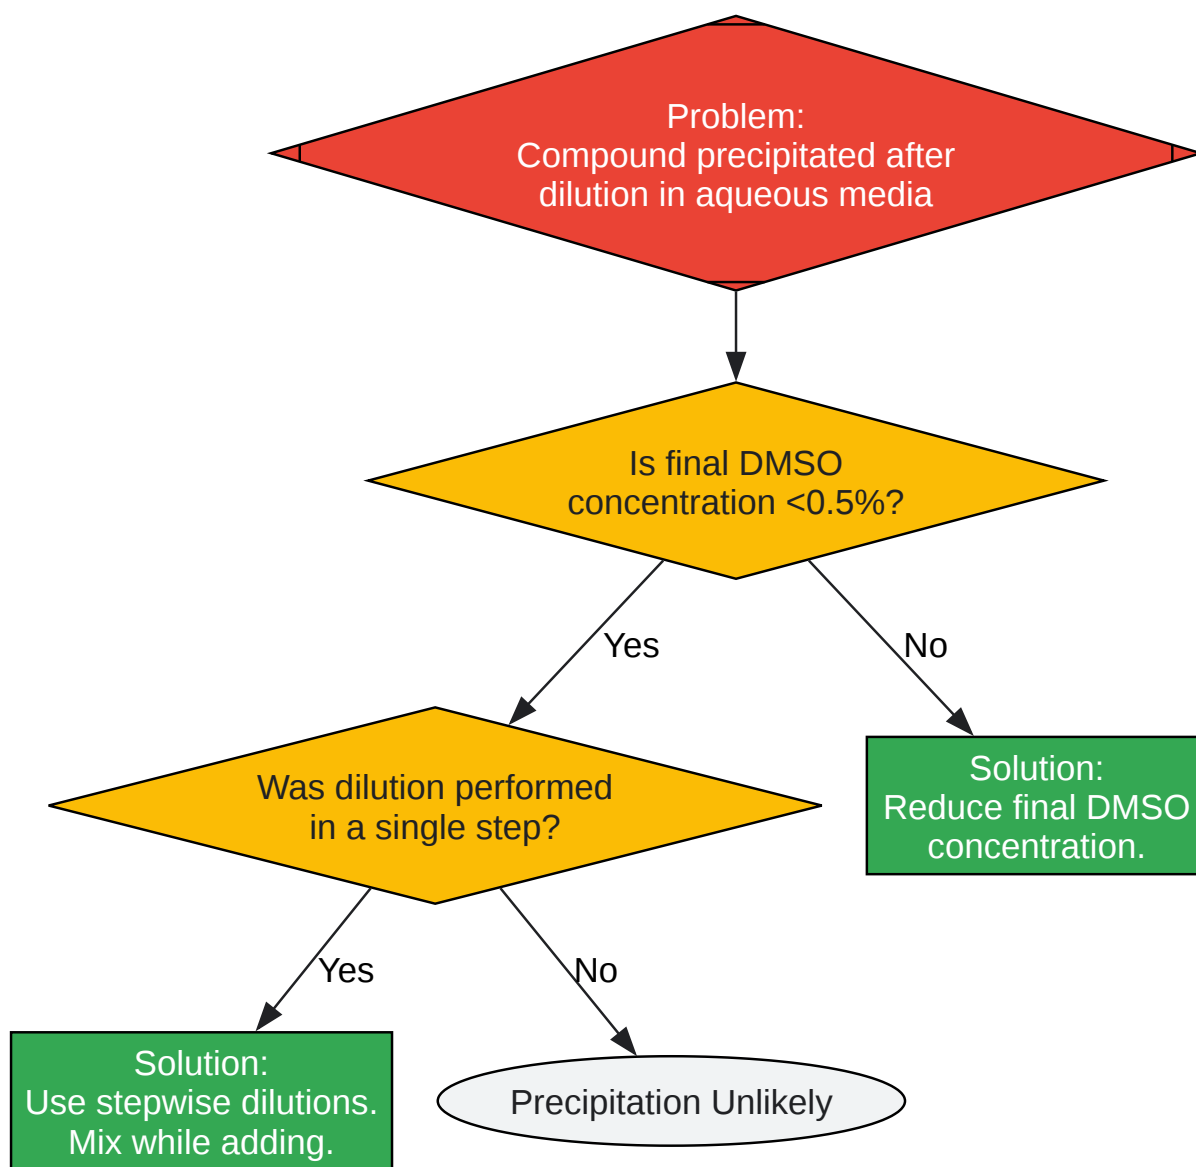 Problem:
Compound precipitated after
dilution in aqueous media
Is final DMSO
concentration <0.5%?
Yes
No
Was dilution performed
in a single step?
Solution:
Reduce final DMSO
concentration.
Yes
No
Solution:
Use stepwise dilutions.
Mix while adding.
Precipitation Unlikely